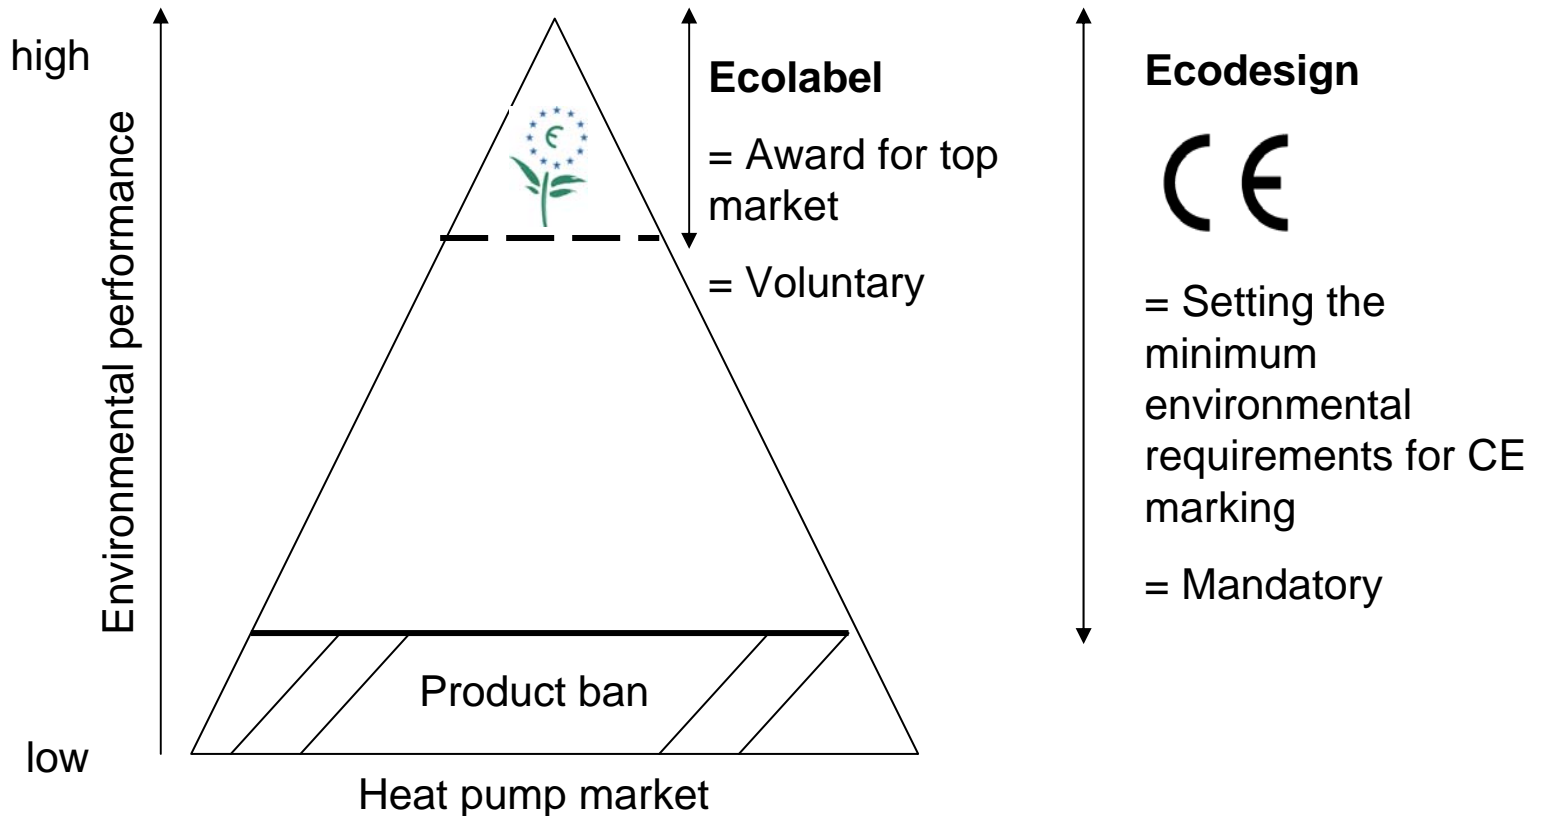 high
Environmental performance
low
Ecolabel
= Award for top
market
= Voluntary
Product ban
Heat pump market
Ecodesign
CE
= Setting the
minimum
environmental
requirements for CE
marking
= Mandatory